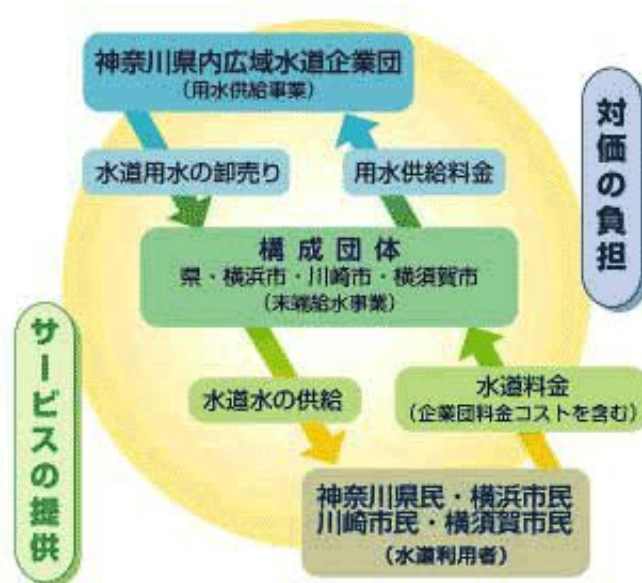 神奈川県内広域水道企業団
(用水供給事業)
対価の負担
水道用水の卸売り
用水供給料金
構成団体
県・横浜市・川崎市・横須賀市
(末端給水事業)
サービスの提供
水道水の供給
水道料金
(企業団料金コストを含む)
神奈川県民・横浜市民
川崎市民・横須賀市民
(水道利用者)